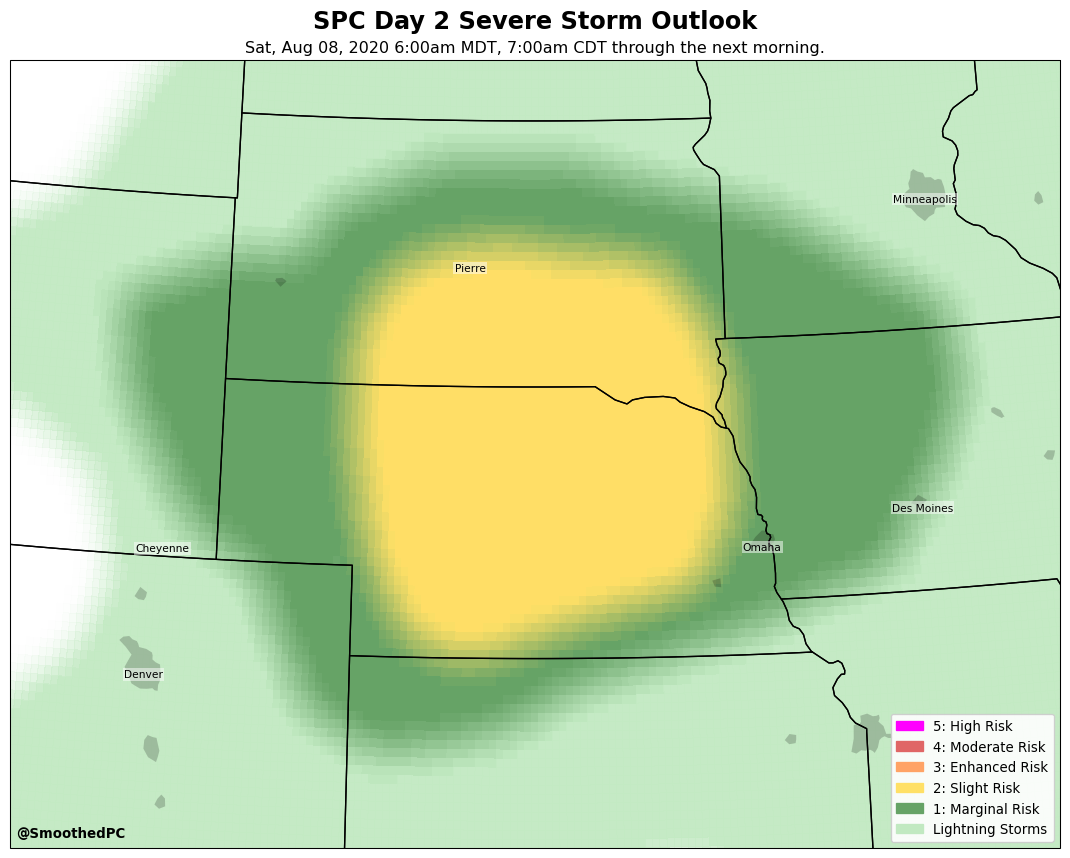 SPC Day 2 Severe Storm Outlook
Sat, Aug 08, 2020 6:00am MDT, 7:00am CDT through the next morning.
Minneapolis
Pierre
Des Moines
Cheyenne
Omaha
Denver
5: High Risk
4: Moderate Risk
3: Enhanced Risk
2: Slight Risk
1: Marginal Risk
Lightning Storms
@SmoothedPC